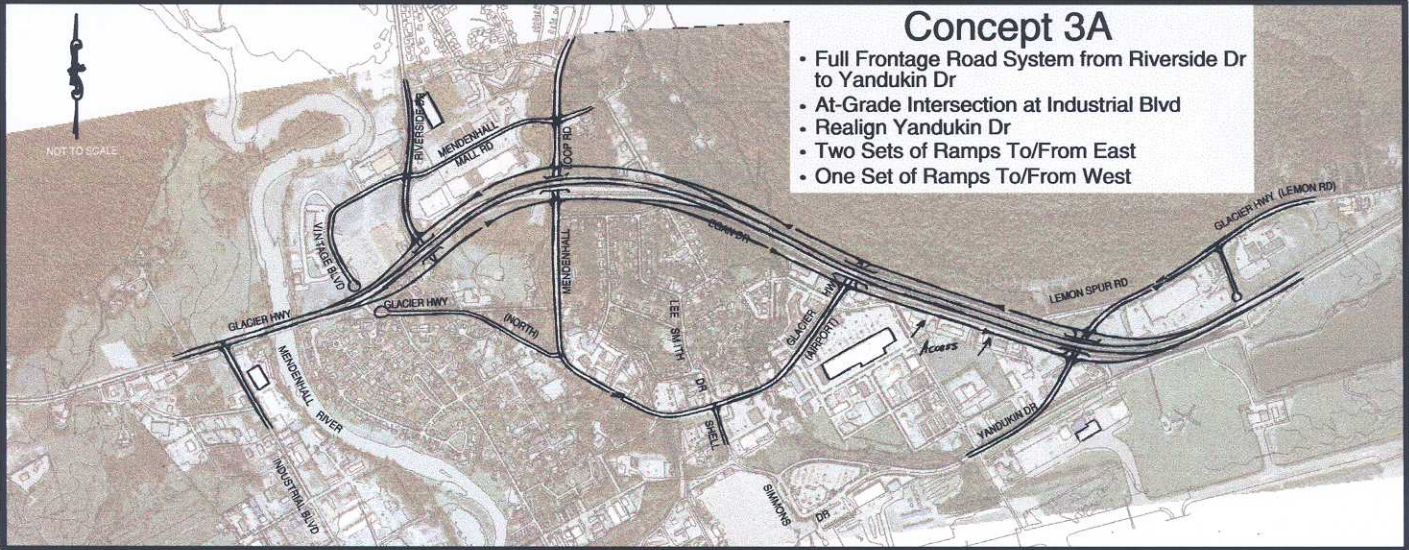 Concept 3A
• Full Frontage Road System from Riverside Dr
to Yandukin Dr
• At-Grade Intersection at Industrial Blvd
• Realign Yandukin Dr
• Two Sets of Ramps To/From East
• One Set of Ramps To/From West
NOT TO SCALE
RIVERSIDE
MENDENHALL
MALL RD
LOOP RD
VINTAGE BLVD
GLACIER HWY (LEMON RD)
EGAN DR
MENDENHALL
LEMON SPUR RD
GLACIER HWY
GLACIER HWY
(NORTH)
LEE SMITH DR
GLACIER HWY
(AIRPORT)
Access
MENDENHALL RIVER
SHELL
YANDUKIN DR
INDUSTRIAL BLVD
SIMMONS DR